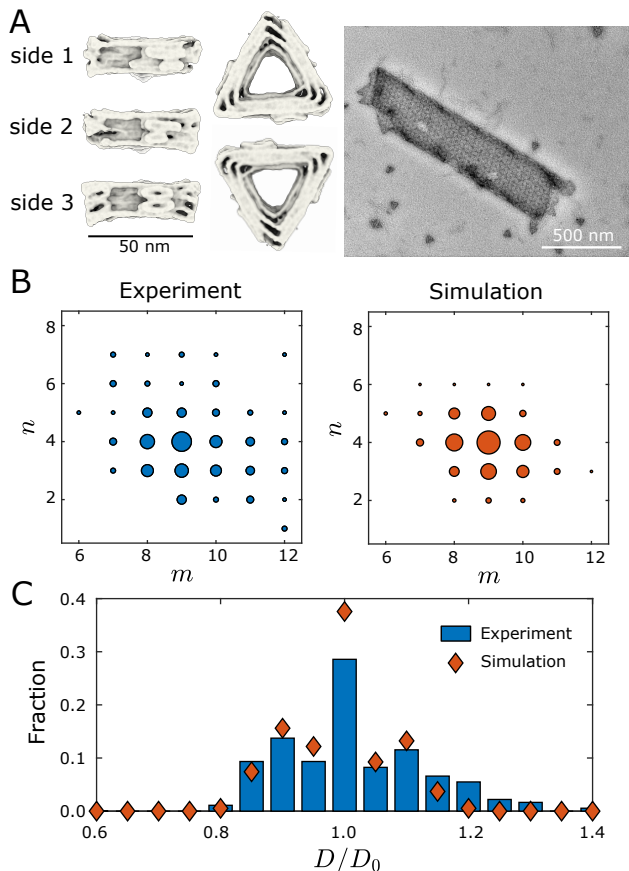 A
side 1
side 2
side 3
50 nm
500 nm
B
Experiment
Simulation
8
6
4
2
n
6 8 10 12
m
8
6
4
2
n
6 8 10 12
m
C
0.4
0.3
0.2
0.1
0.0
Fraction
Experiment
Simulation
0.6 0.8 1.0 1.2 1.4
D/D₀